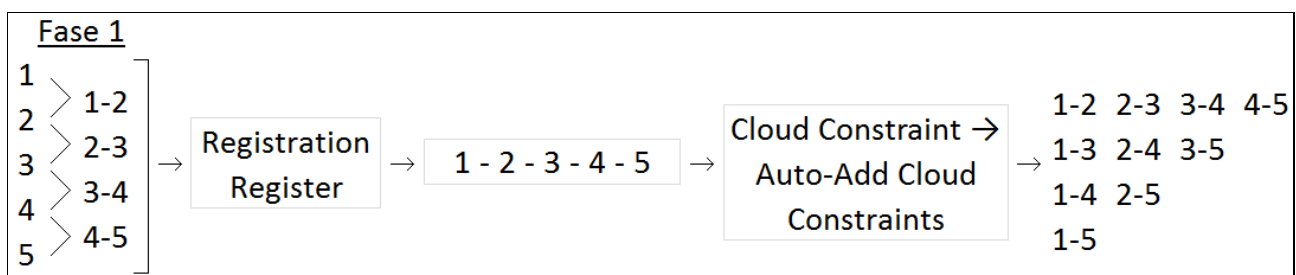 Fase 1
1
2
3
4
5
1-2
2-3
3-4
4-5
→
Registration
Register
→
1 - 2 - 3 - 4 - 5
→
Cloud Constraint →
Auto-Add Cloud
Constraints
→
1-2 2-3 3-4 4-5
1-3 2-4 3-5
1-4 2-5
1-5